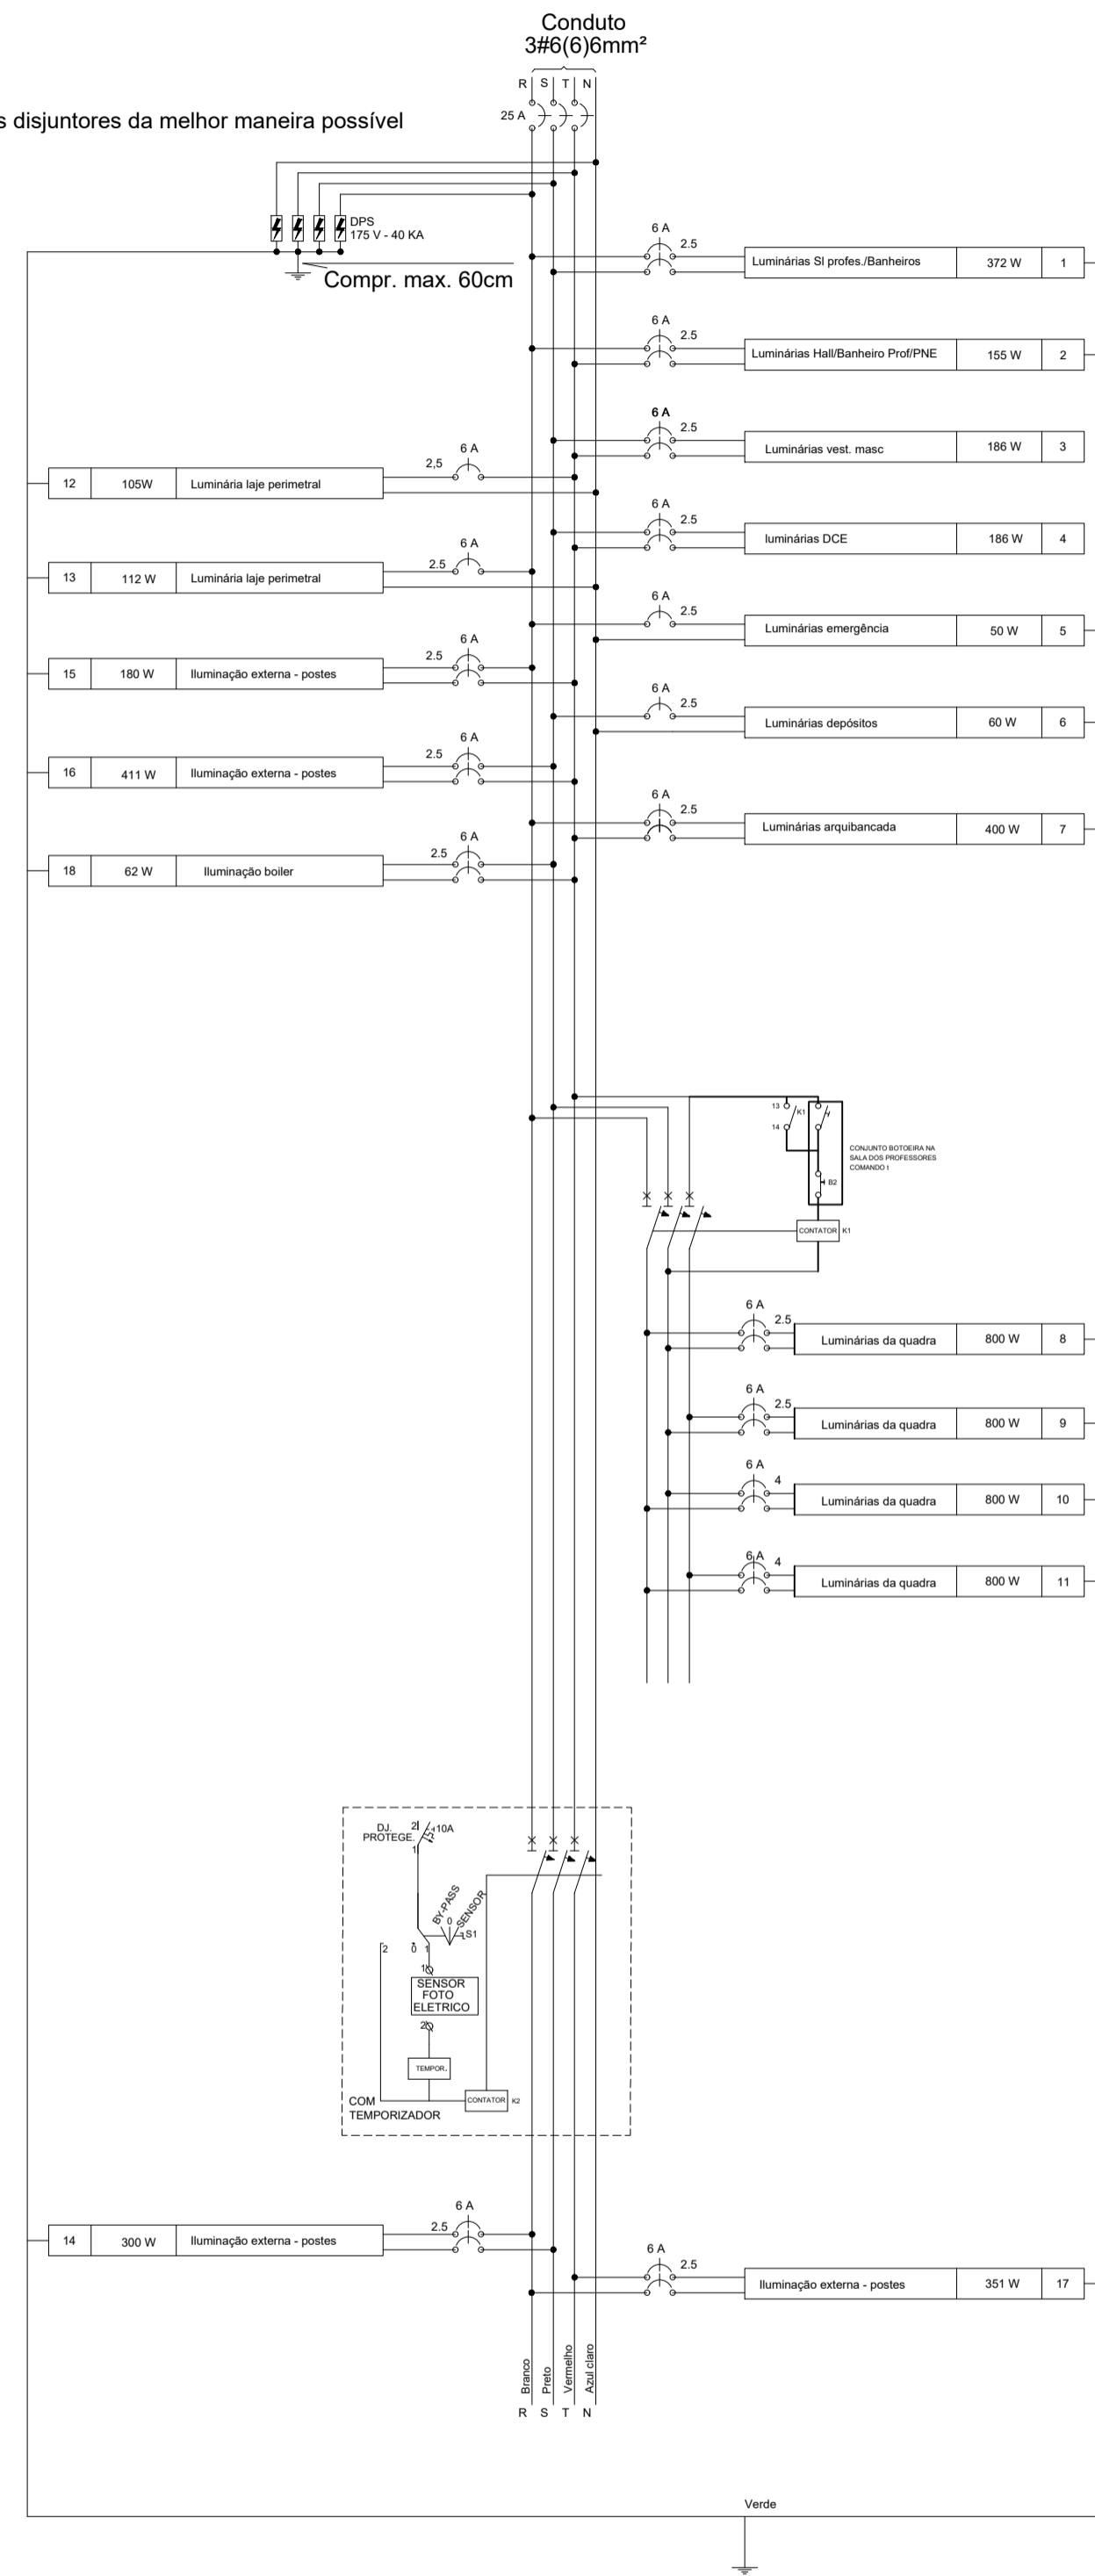 Conduto
3#6(6)6mm²
R S T N
25 A
s disjuntores da melhor maneira possível
DPS
175 V - 40 KA
Compr. max. 60cm
6 A
2.5
Luminárias Sl profes./Banheiros 372 W 1
6 A
2.5
Luminárias Hall/Banheiro Prof/PNE 155 W 2
6 A
2.5
Luminárias vest. masc 186 W 3
6 A
2,5
12 105W Luminária laje perimetral
6 A
2.5
luminárias DCE 186 W 4
6 A
2.5
13 112 W Luminária laje perimetral
6 A
2.5
Luminárias emergência 50 W 5
6 A
2.5
15 180 W Iluminação externa - postes
6 A
2.5
Luminárias depósitos 60 W 6
6 A
2.5
16 411 W Iluminação externa - postes
6 A
2.5
Luminárias arquibancada 400 W 7
6 A
2.5
18 62 W Iluminação boiler
13
K1
14
CONJUNTO BOTOEIRA NA
SALA DOS PROFESSORES
COMANDO I
B2
CONTATOR K1
6 A
2.5
Luminárias da quadra 800 W 8
6 A
2.5
Luminárias da quadra 800 W 9
6 A
4
Luminárias da quadra 800 W 10
6 A
4
Luminárias da quadra 800 W 11
DJ.
PROTEGE.
2
10A
1
BY-PASS
0
SENSOR
S1
2 0 1
1
SENSOR
FOTO
ELETRICO
2
TEMPOR.
CONTATOR K2
COM
TEMPORIZADOR
6 A
2.5
14 300 W Iluminação externa - postes
6 A
2.5
Iluminação externa - postes 351 W 17
Branco
Preto
Vermelho
Azul claro
R S T N
Verde